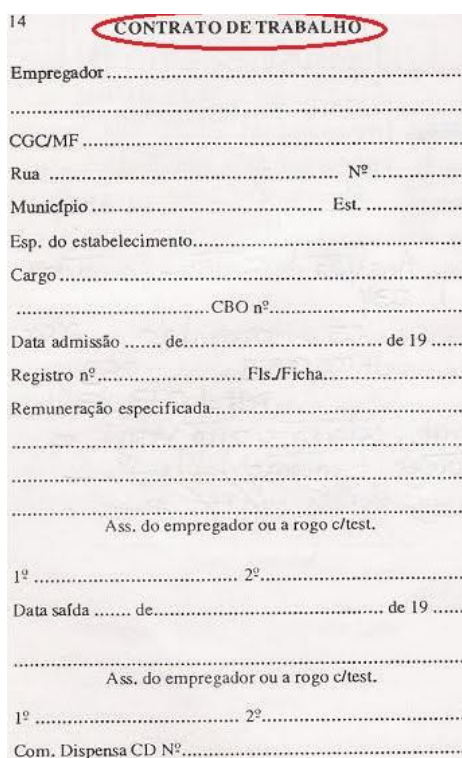 14
CONTRATO DE TRABALHO
Empregador
CGC/MF
Rua Nº
Município Est.
Esp. do estabelecimento
Cargo
CBO nº
Data admissão de de 19
Registro nº Fls./Ficha
Remuneração especificada
Ass. do empregador ou a rogo c/test.
1º 2º
Data saída de de 19
Ass. do empregador ou a rogo c/test.
1º 2º
Com. Dispensa CD Nº